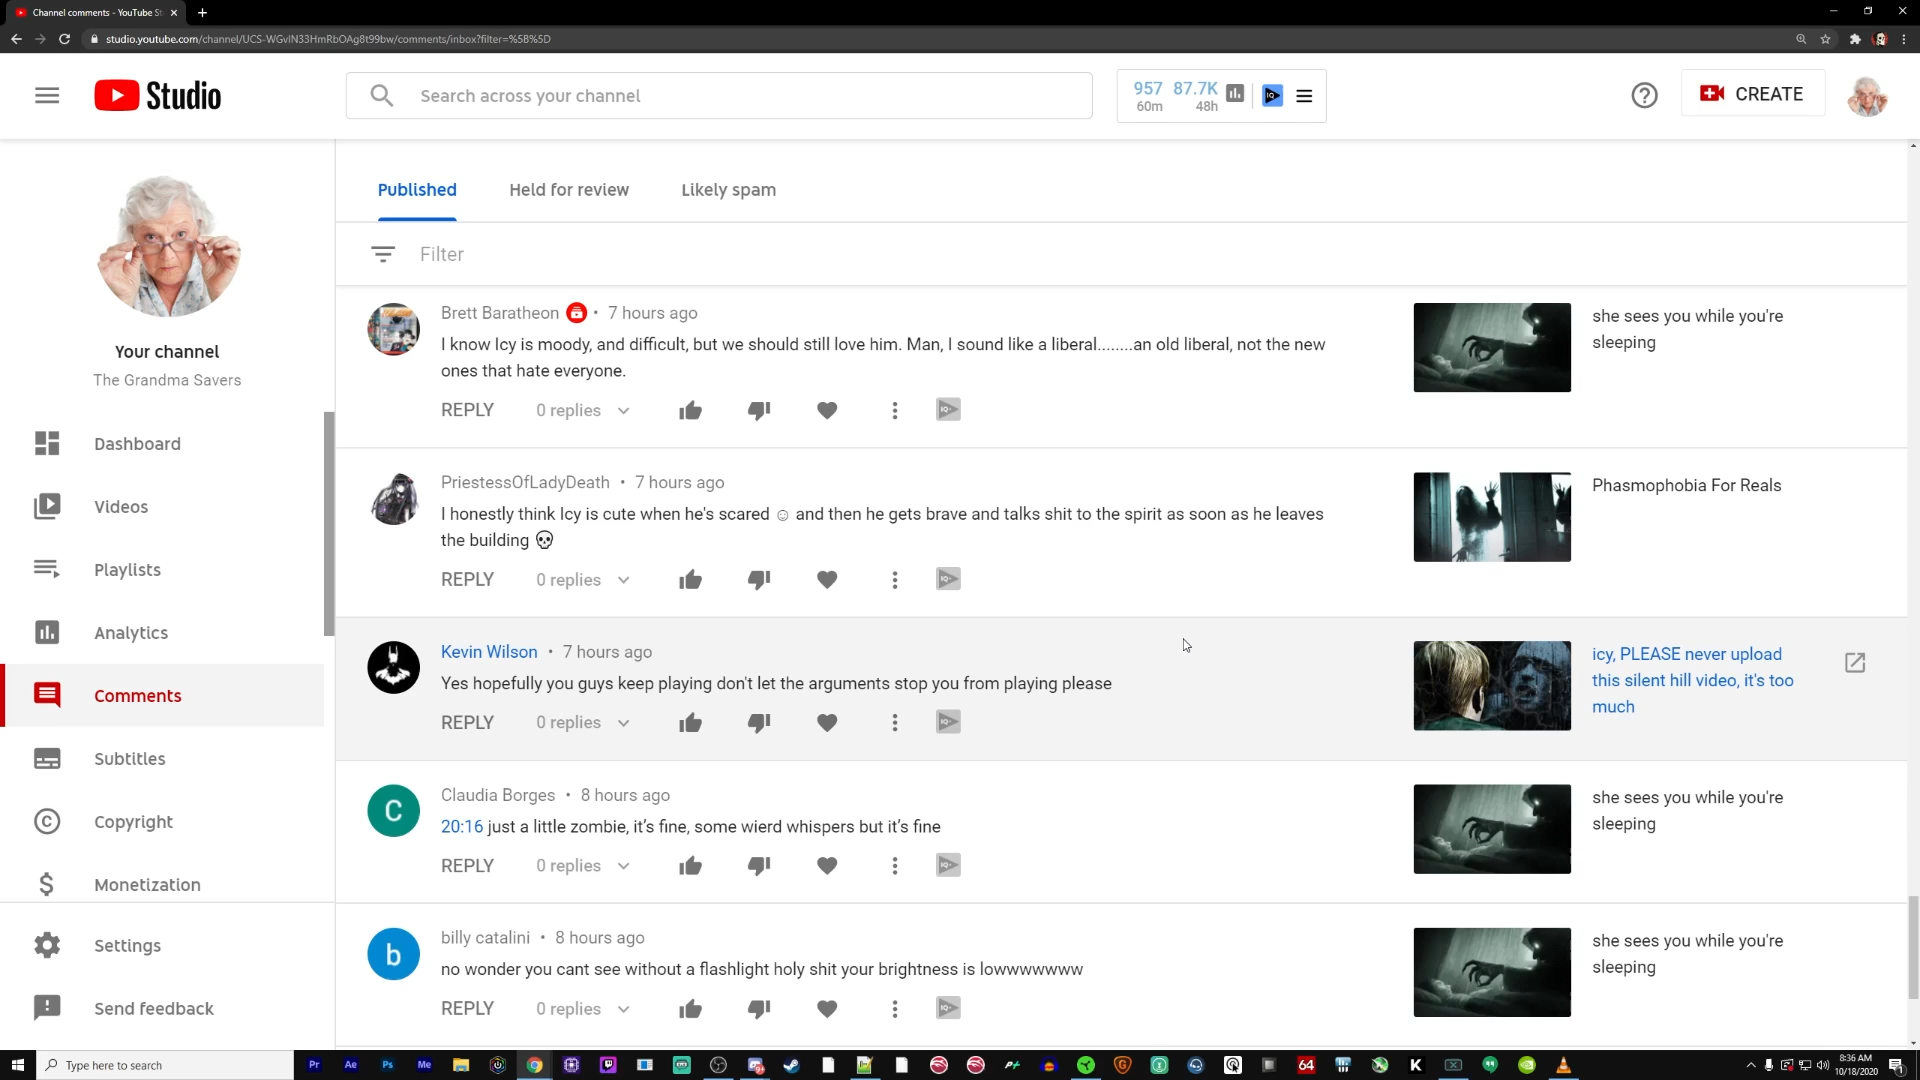 Channel comments - YouTube St
studio.youtube.com/channel/UCS-WGvlN33HmRbOAg8t99bw/comments/inbox?filter=%5B%5D
Studio
Search across your channel
957 87.7K
60m 48h
CREATE
Published Held for review Likely spam
Filter
Your channel
The Grandma Savers
Dashboard
Videos
Playlists
Analytics
Comments
Subtitles
Copyright
Monetization
Settings
Send feedback
Brett Baratheon • 7 hours ago
I know Icy is moody, and difficult, but we should still love him. Man, I sound like a liberal........an old liberal, not the new
ones that hate everyone.
REPLY 0 replies
she sees you while you're
sleeping
PriestessOfLadyDeath • 7 hours ago
I honestly think Icy is cute when he's scared ☺ and then he gets brave and talks shit to the spirit as soon as he leaves
the building 💀
REPLY 0 replies
Phasmophobia For Reals
Kevin Wilson • 7 hours ago
Yes hopefully you guys keep playing don't let the arguments stop you from playing please
REPLY 0 replies
icy, PLEASE never upload
this silent hill video, it's too
much
C
Claudia Borges • 8 hours ago
20:16 just a little zombie, it’s fine, some wierd whispers but it’s fine
REPLY 0 replies
she sees you while you're
sleeping
b
billy catalini • 8 hours ago
no wonder you cant see without a flashlight holy shit your brightness is lowwwwwww
REPLY 0 replies
she sees you while you're
sleeping
Type here to search
Pr Ae Ps Me
64
K
8:36 AM
10/18/2020